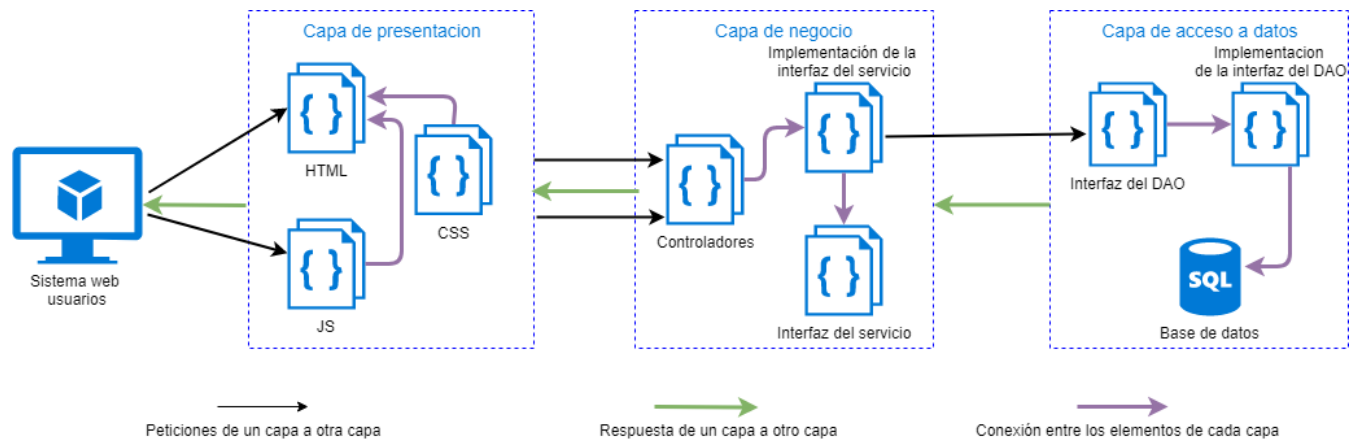 Capa de presentacion
Capa de negocio
Capa de acceso a datos
Implementación de la
interfaz del servicio
Implementacion
de la interfaz del DAO
HTML
CSS
JS
Sistema web
usuarios
Controladores
Interfaz del servicio
Interfaz del DAO
SQL
Base de datos
Peticiones de un capa a otra capa
Respuesta de un capa a otro capa
Conexión entre los elementos de cada capa